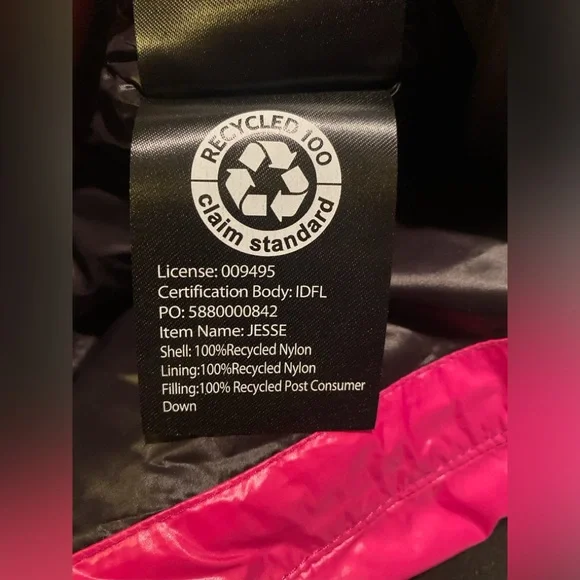 RECYCLED 100
claim standard
License: 009495
Certification Body: IDFL
PO: 5880000842
Item Name: JESSE
Shell: 100%Recycled Nylon
Lining:100%Recycled Nylon
Filling:100% Recycled Post Consumer
Down